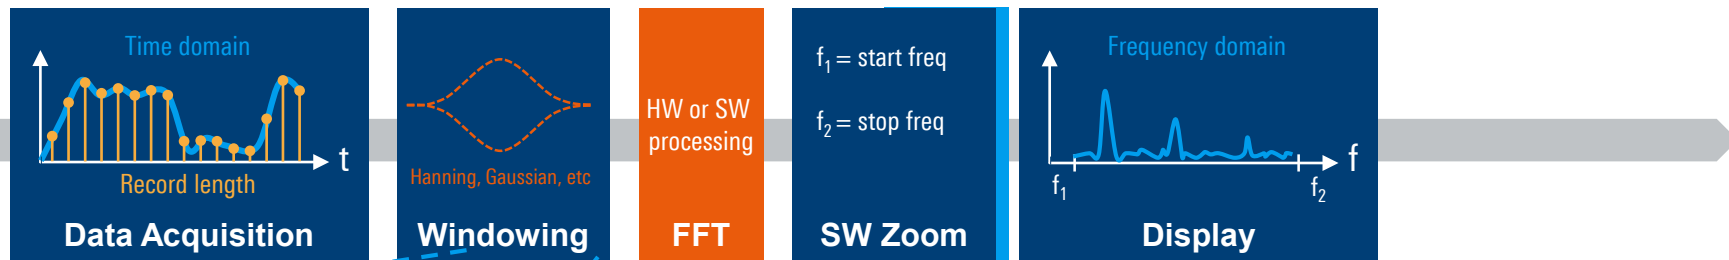 Time domain
t
Record length
Data Acquisition
Hanning, Gaussian, etc
Windowing
HW or SW
processing
FFT
f₁ = start freq
f₂ = stop freq
SW Zoom
Frequency domain
f
f₁
f₂
Display